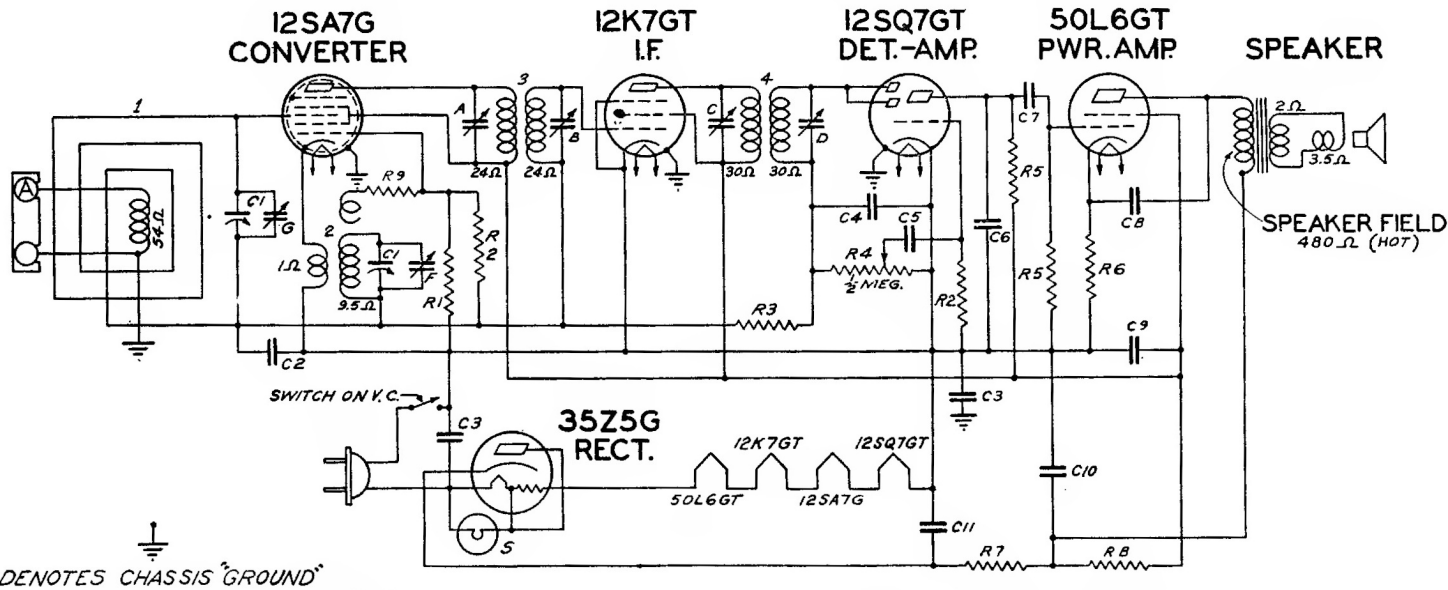 12SA7G
CONVERTER
12K7GT
I.F.
12SQ7GT
DET.-AMP.
50L6GT
PWR. AMP.
SPEAKER
1
3
4
A
B
C
D
24Ω
24Ω
30Ω
30Ω
C7
2Ω
3.5Ω
A
54Ω
C1
G
R9
2
1Ω
9.5Ω
C1
F
R1
R
2
C4
C5
R4
½ MEG.
R3
R2
C6
R5
R5
R6
C8
SPEAKER FIELD
480Ω (HOT)
C2
C9
SWITCH ON V.C.
C3
C3
35Z5G
RECT.
S
50L6GT
12K7GT
12SA7G
12SQ7GT
C10
C11
R7
R8
DENOTES CHASSIS "GROUND"